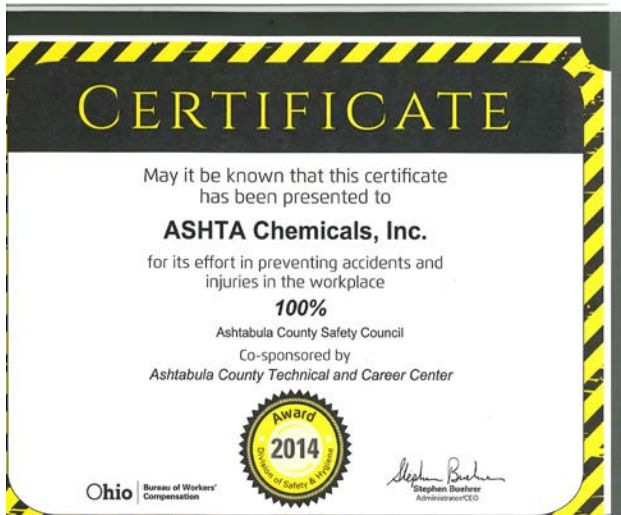 CERTIFICATE
May it be known that this certificate
has been presented to
ASHTA Chemicals, Inc.
for its effort in preventing accidents and
injuries in the workplace
100%
Ashtabula County Safety Council
Co-sponsored by
Ashtabula County Technical and Career Center
Award
2014
Division of Safety & Hygiene
Ohio
Bureau of Workers'
Compensation
Stephen Buehrer
Stephen Buehrer
Administrator/CEO